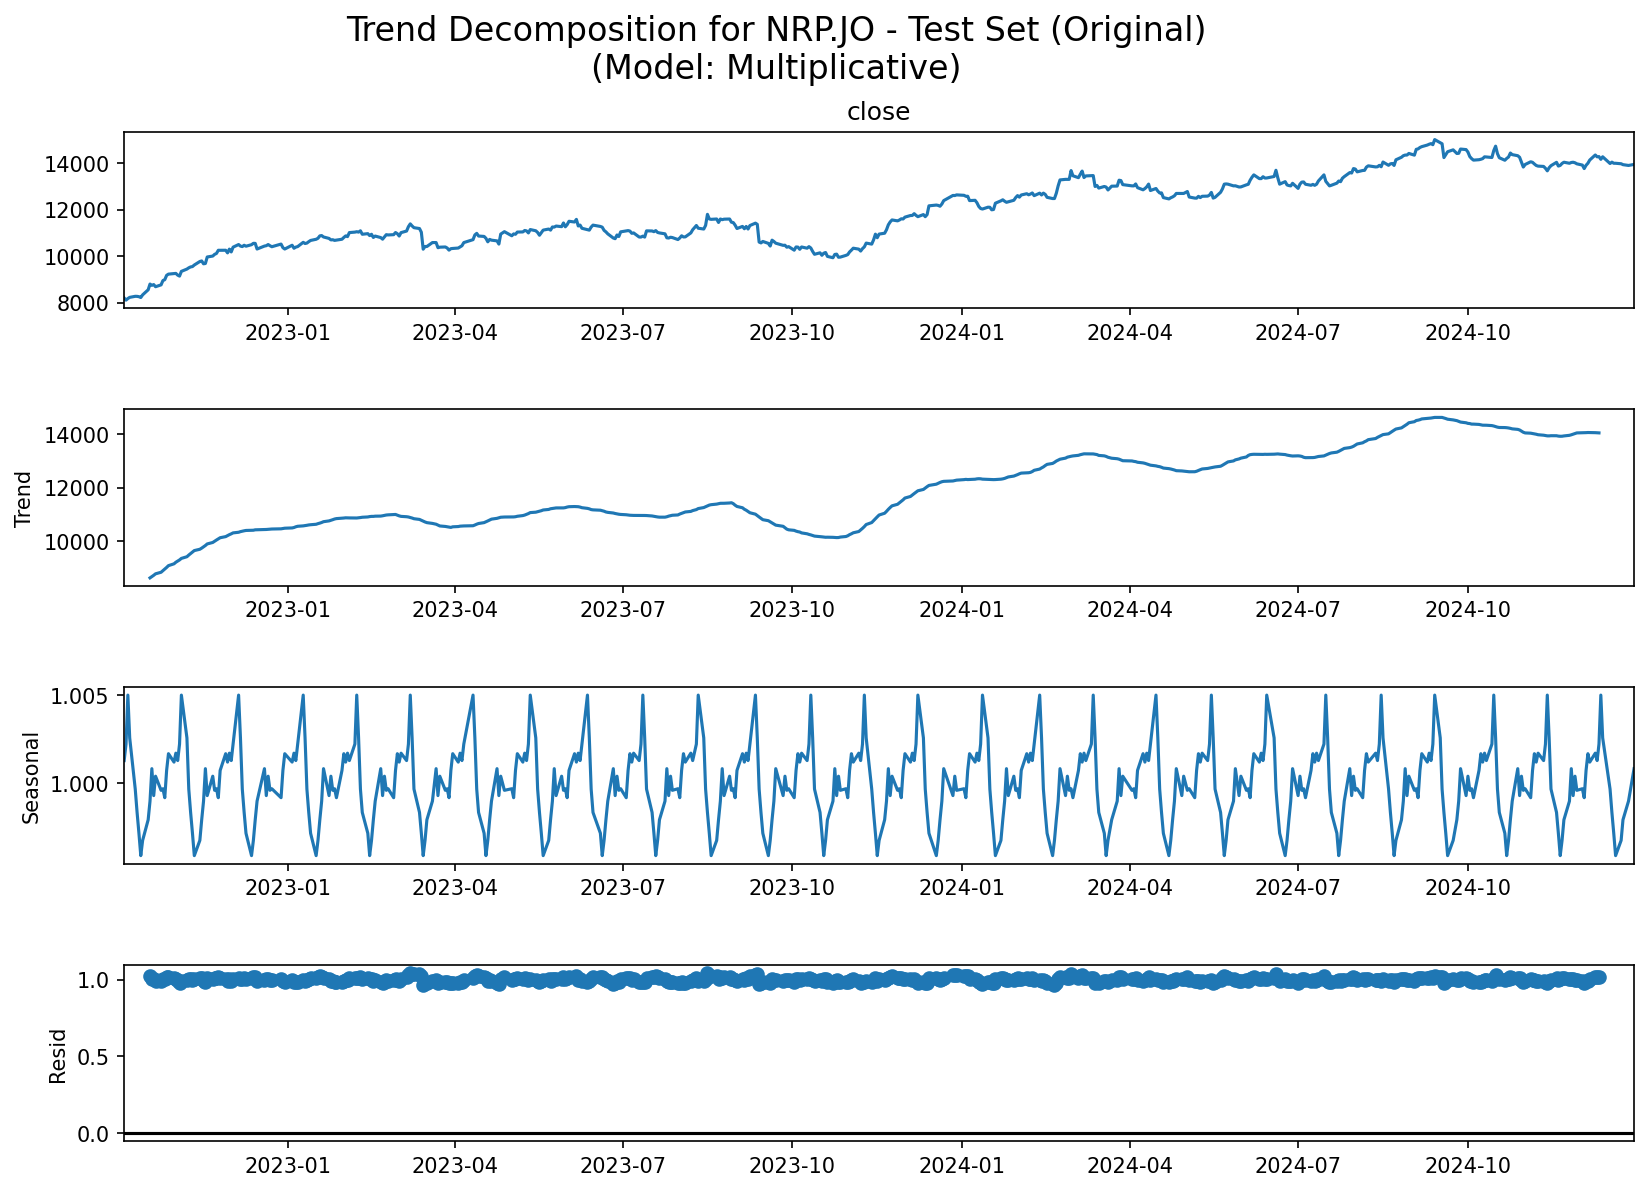 Trend Decomposition for NRP.JO - Test Set (Original)
(Model: Multiplicative)
close
14000
12000
10000
8000
2023-01 2023-04 2023-07 2023-10 2024-01 2024-04 2024-07 2024-10
Trend
14000
12000
10000
2023-01 2023-04 2023-07 2023-10 2024-01 2024-04 2024-07 2024-10
Seasonal
1.005
1.000
2023-01 2023-04 2023-07 2023-10 2024-01 2024-04 2024-07 2024-10
Resid
1.0
0.5
0.0
2023-01 2023-04 2023-07 2023-10 2024-01 2024-04 2024-07 2024-10